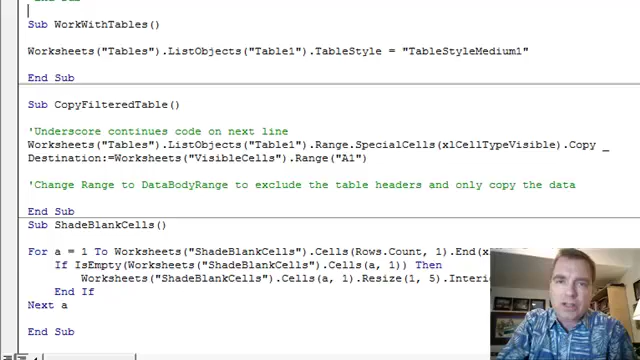 End Sub
Sub WorkWithTables()
Worksheets("Tables").ListObjects("Table1").TableStyle = "TableStyleMedium1"
End Sub
Sub CopyFilteredTable()
'Underscore continues code on next line
Worksheets("Tables").ListObjects("Table1").Range.SpecialCells(xlCellTypeVisible).Copy _
Destination:=Worksheets("VisibleCells").Range("A1")
'Change Range to DataBodyRange to exclude the table headers and only copy the data
End Sub
Sub ShadeBlankCells()
For a = 1 To Worksheets("ShadeBlankCells").Cells(Rows.Count, 1).End(x
If IsEmpty(Worksheets("ShadeBlankCells").Cells(a, 1)) Then
Worksheets("ShadeBlankCells").Cells(a, 1).Resize(1, 5).Interi
End If
Next a
End Sub